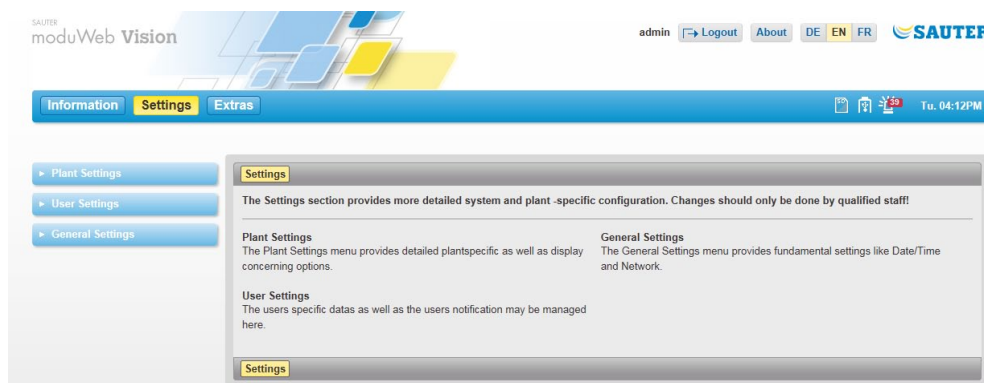 SAUTER
moduWeb Vision
admin Logout About DE EN FR SAUTER
Information Settings Extras 39 Tu. 04:12PM
Plant Settings
User Settings
General Settings
Settings
The Settings section provides more detailed system and plant -specific configuration. Changes should only be done by qualified staff!
Plant Settings
The Plant Settings menu provides detailed plantspecific as well as display
concerning options.
User Settings
The users specific datas as well as the users notification may be managed
here.
General Settings
The General Settings menu provides fundamental settings like Date/Time
and Network.
Settings